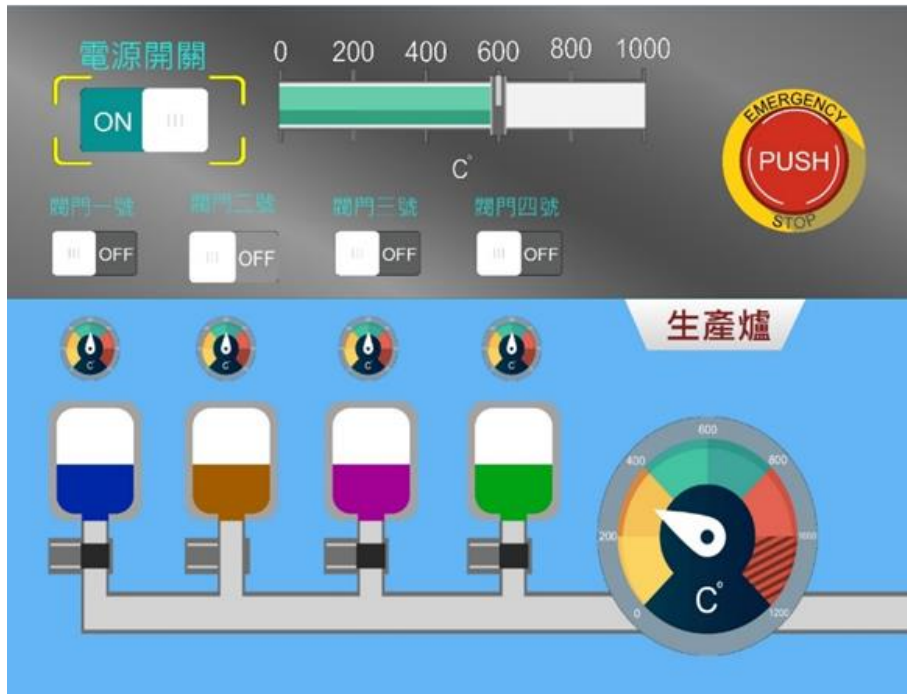 電源開關
0 200 400 600 800 1000
ON
C°
EMERGENCY
PUSH
STOP
閥門一號 閥門二號 閥門三號 閥門四號
OFF OFF OFF OFF
生產爐
C° C° C° C°
600
400 800
200 1000
C°
0 1200